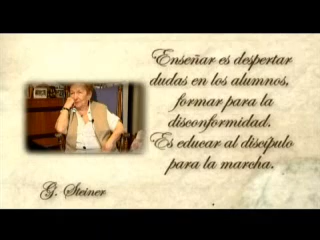 Enseñar es despertar
dudas en los alumnos,
formar para la
disconformidad.
Es educar al discípulo
para la marcha.
G. Steiner